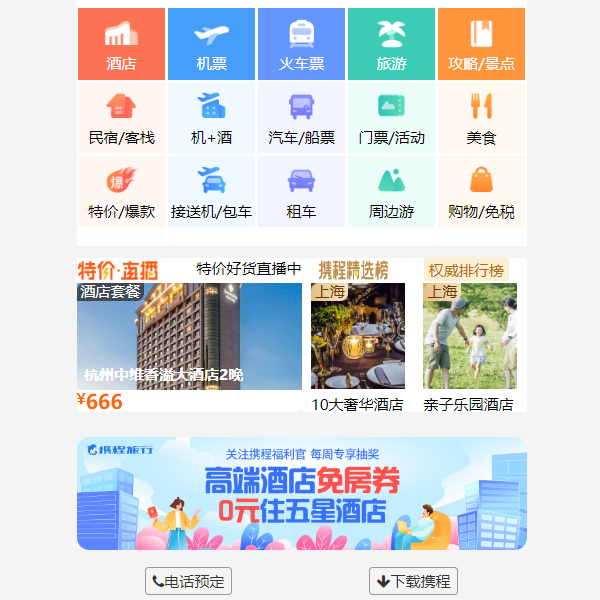 酒店 机票 火车票 旅游 攻略/景点
民宿/客栈 机+酒 汽车/船票 门票/活动 美食
爆
特价/爆款 接送机/包车 租车 周边游 购物/免税
特价·直播 特价好货直播中
酒店套餐
杭州中维香溢大酒店2晚
¥666
携程精选榜 权威排行榜
上海 上海
10大奢华酒店 亲子乐园酒店
携程旅行
关注携程福利官 每周专享抽奖
高端酒店免房券
0元住五星酒店
电话预定 下载携程